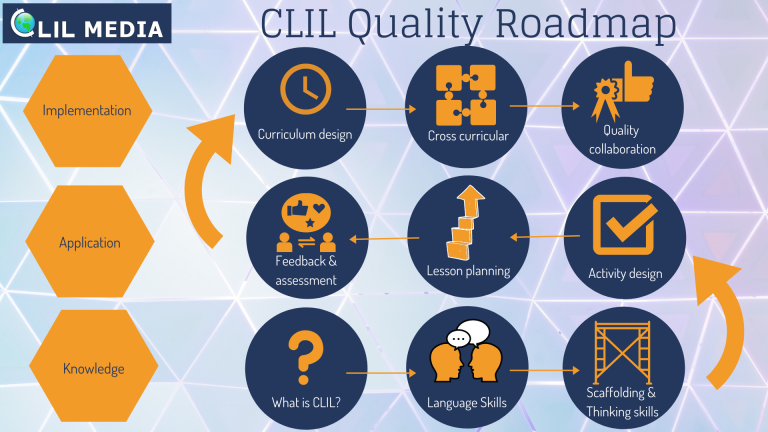 CLIL MEDIA
CLIL Quality Roadmap
Implementation
Curriculum design
Cross curricular
Quality
collaboration
Application
Feedback &
assessment
Lesson planning
Activity design
Knowledge
What is CLIL?
Language Skills
Scaffolding &
Thinking skills